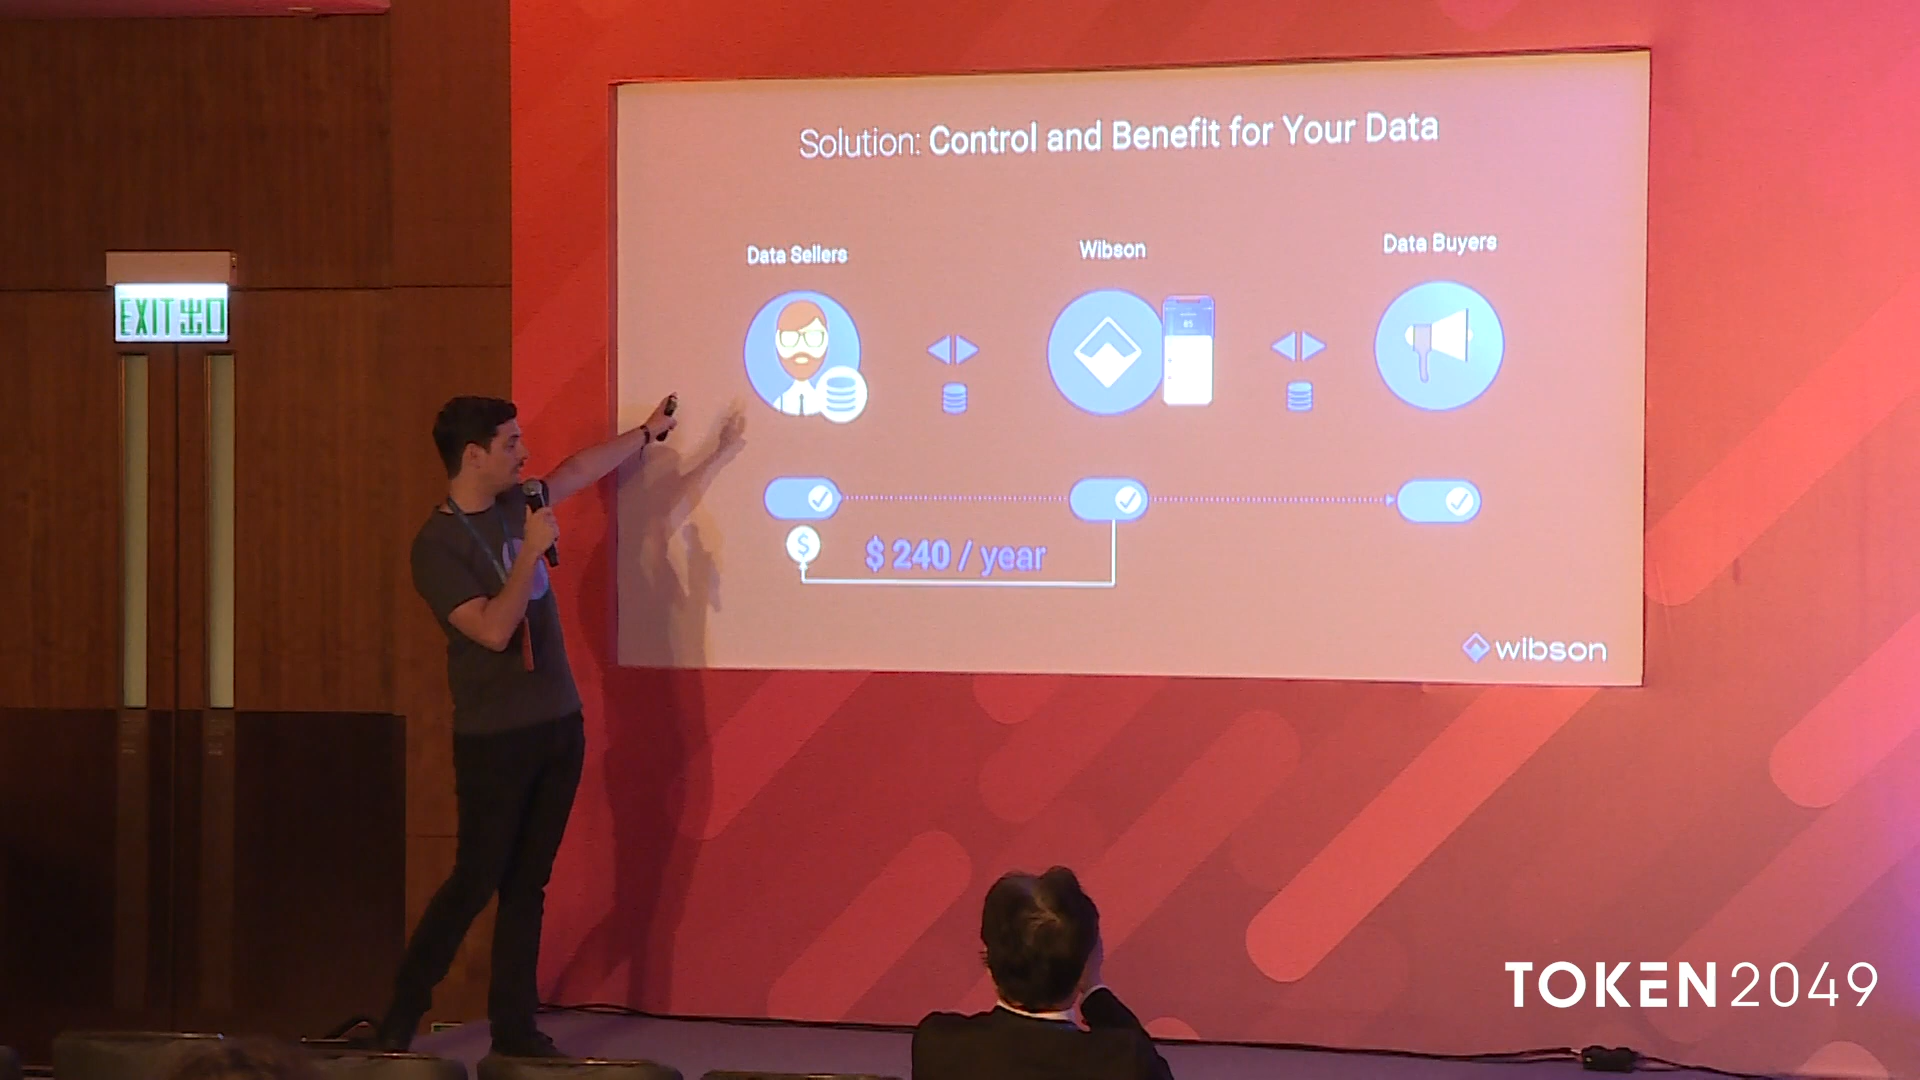 Solution: Control and Benefit for Your Data
Data Sellers
Wibson
Data Buyers
EXIT 出口
85
$
$ 240 / year
wibson
TOKEN2049